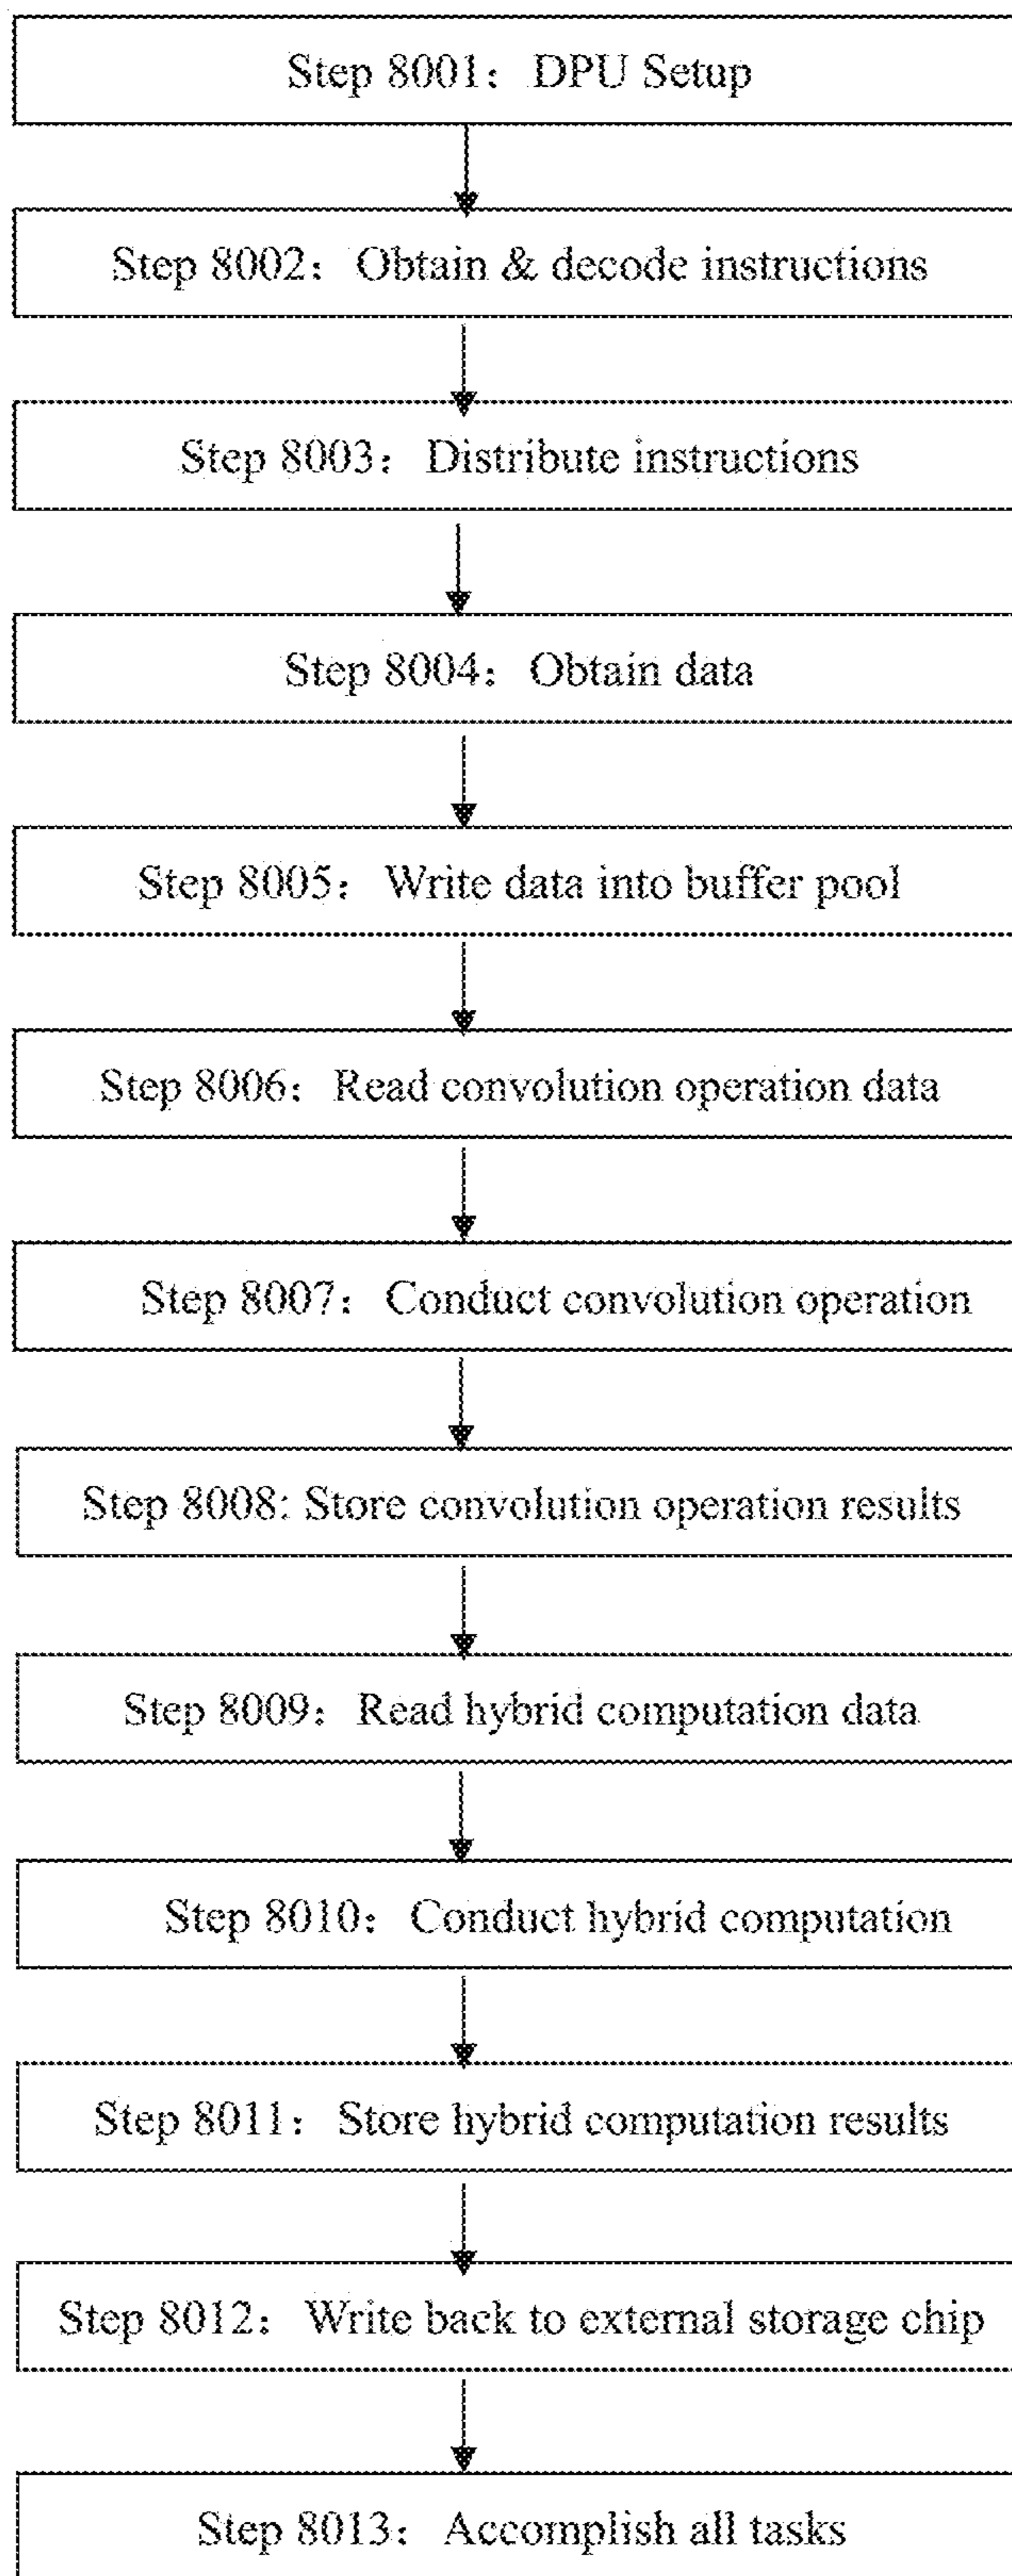 Step 8001：  DPU Setup
Step 8002：  Obtain & decode instructions
Step 8003：  Distribute instructions
Step 8004：  Obtain data
Step 8005：  Write data into buffer pool
Step 8006：  Read convolution operation data
Step 8007：  Conduct convolution operation
Step 8008: Store convolution operation results
Step 8009：  Read hybrid computation data
Step 8010：  Conduct hybrid computation
Step 8011：  Store hybrid computation results
Step 8012：  Write back to external storage chip
Step 8013：  Accomplish all tasks